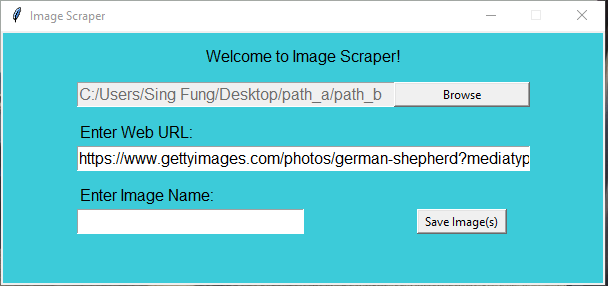 Image Scraper
Welcome to Image Scraper!
C:/Users/Sing Fung/Desktop/path_a/path_b Browse
Enter Web URL:
https://www.gettyimages.com/photos/german-shepherd?mediatyp
Enter Image Name:
Save Image(s)